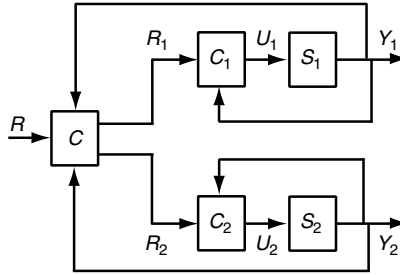 R₁ C₁ U₁ S₁ Y₁
R C
R₂ C₂ U₂ S₂ Y₂